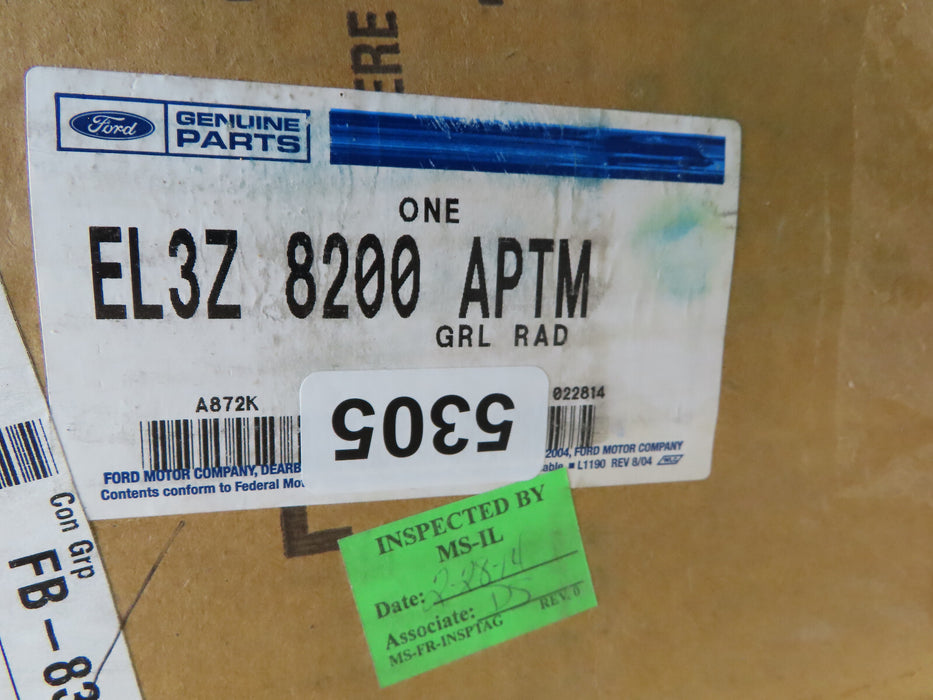 ERE
Ford
GENUINE
PARTS
ONE
EL3Z 8200 APTM
GRL RAD
A872K
022814
5305
FORD MOTOR COMPANY, DEARB
2004, FORD MOTOR COMPANY
Contents conform to Federal Mo
able. ■ L1190 REV 8/04
INSPECTED BY
MS-IL
Date: 2-28-14
Associate: DS
REV. 0
MS-FR-INSPTAG
Con Grp
FB-83